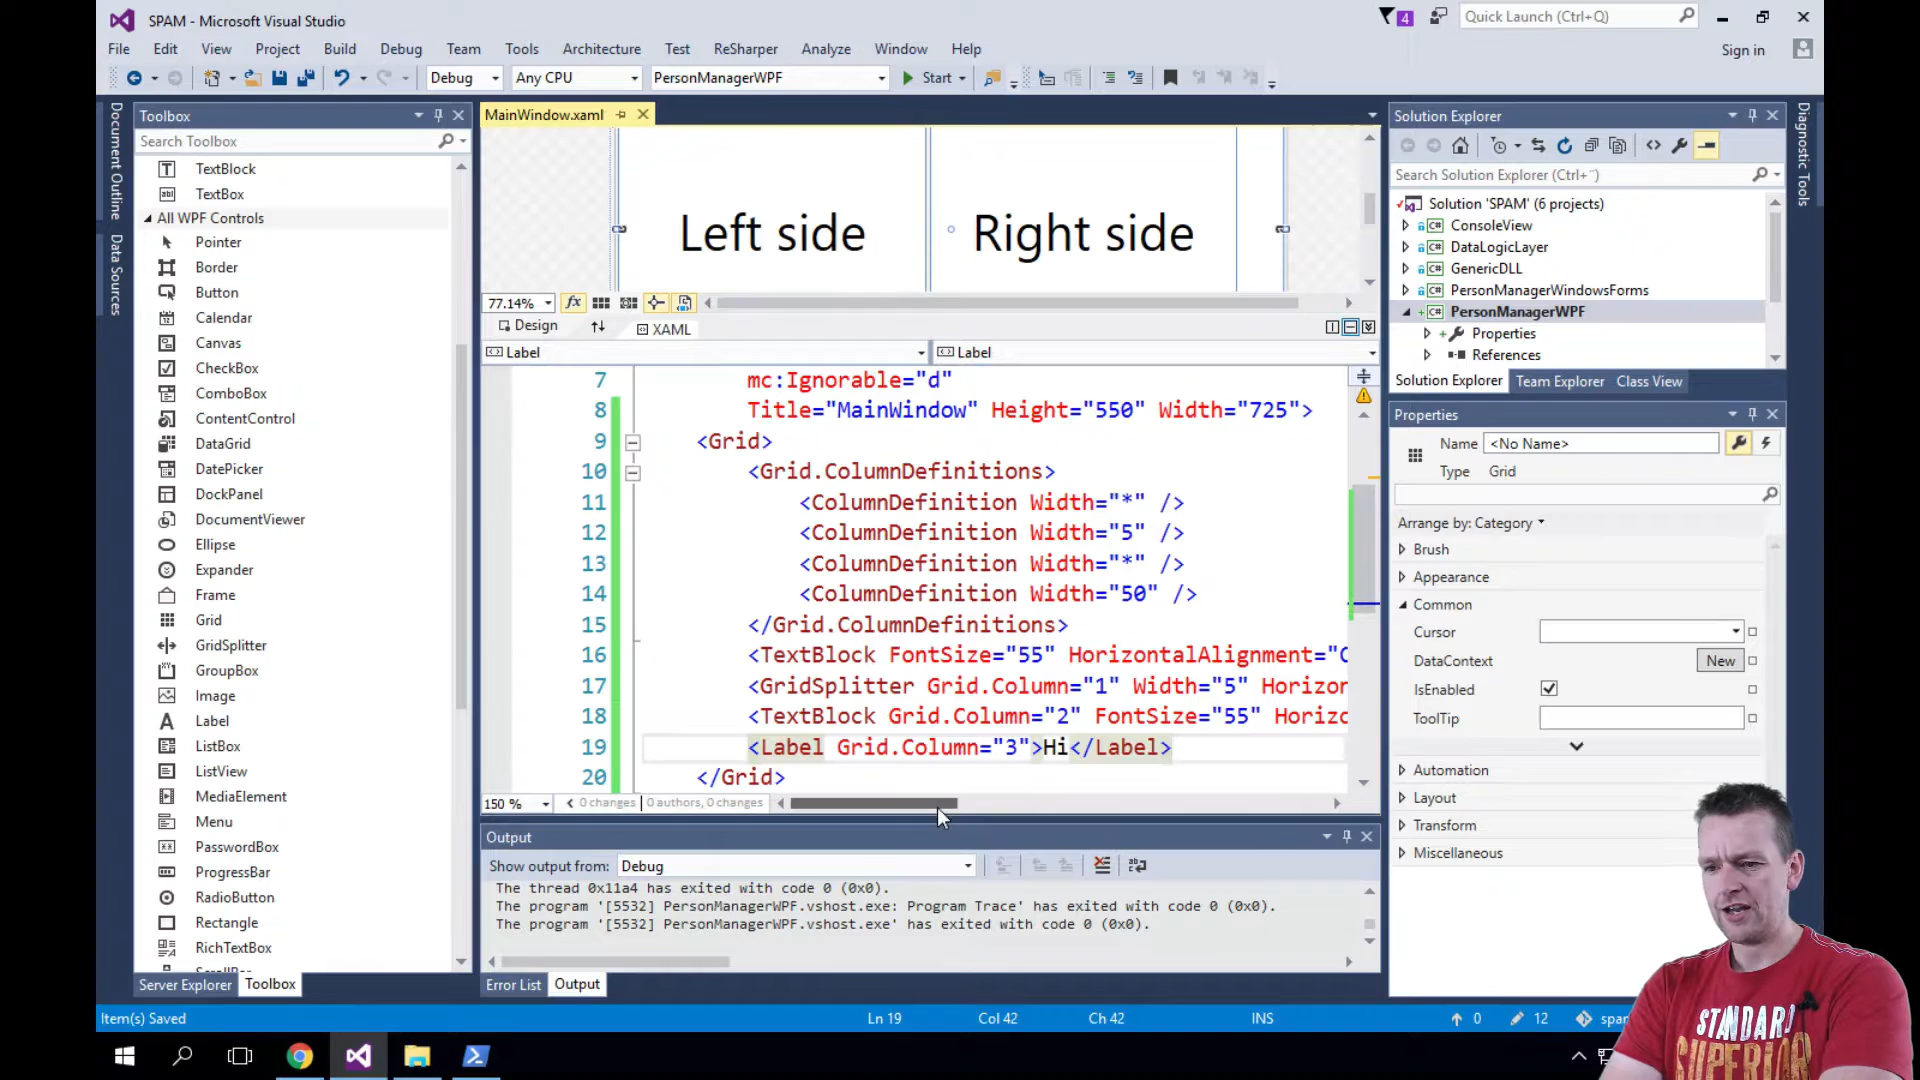 SPAM - Microsoft Visual Studio
4
Quick Launch (Ctrl+Q)
File Edit View Project Build Debug Team Tools Architecture Test ReSharper Analyze Window Help
Sign in
Debug Any CPU PersonManagerWPF Start
Document Outline
Data Sources
Toolbox
Search Toolbox
TextBlock
TextBox
All WPF Controls
Pointer
Border
Button
Calendar
Canvas
CheckBox
ComboBox
ContentControl
DataGrid
DatePicker
DockPanel
DocumentViewer
Ellipse
Expander
Frame
Grid
GridSplitter
GroupBox
Image
Label
ListBox
ListView
MediaElement
Menu
PasswordBox
ProgressBar
RadioButton
Rectangle
RichTextBox
Server Explorer Toolbox
MainWindow.xaml
Left side Right side
77.14%
Design XAML
Label Label
7 mc:Ignorable="d"
8 Title="MainWindow" Height="550" Width="725">
9 <Grid>
10 <Grid.ColumnDefinitions>
11 <ColumnDefinition Width="*" />
12 <ColumnDefinition Width="5" />
13 <ColumnDefinition Width="*" />
14 <ColumnDefinition Width="50" />
15 </Grid.ColumnDefinitions>
16 <TextBlock FontSize="55" HorizontalAlignment="C
17 <GridSplitter Grid.Column="1" Width="5" Horizon
18 <TextBlock Grid.Column="2" FontSize="55" Horizo
19 <Label Grid.Column="3">Hi</Label>
20 </Grid>
150 % 0 changes 0 authors, 0 changes
Output
Show output from: Debug
The thread 0x11a4 has exited with code 0 (0x0).
The program '[5532] PersonManagerWPF.vshost.exe: Program Trace' has exited with code 0 (0x0).
The program '[5532] PersonManagerWPF.vshost.exe' has exited with code 0 (0x0).
Error List Output
Solution Explorer
Search Solution Explorer (Ctrl+¨)
Solution 'SPAM' (6 projects)
ConsoleView
DataLogicLayer
GenericDLL
PersonManagerWindowsForms
PersonManagerWPF
Properties
References
Solution Explorer Team Explorer Class View
Diagnostic Tools
Properties
Name <No Name>
Type Grid
Arrange by: Category
Brush
Appearance
Common
Cursor
DataContext New
IsEnabled
ToolTip
Automation
Layout
Transform
Miscellaneous
STANDARD
SUPERIOR
Item(s) Saved Ln 19 Col 42 Ch 42 INS 0 12